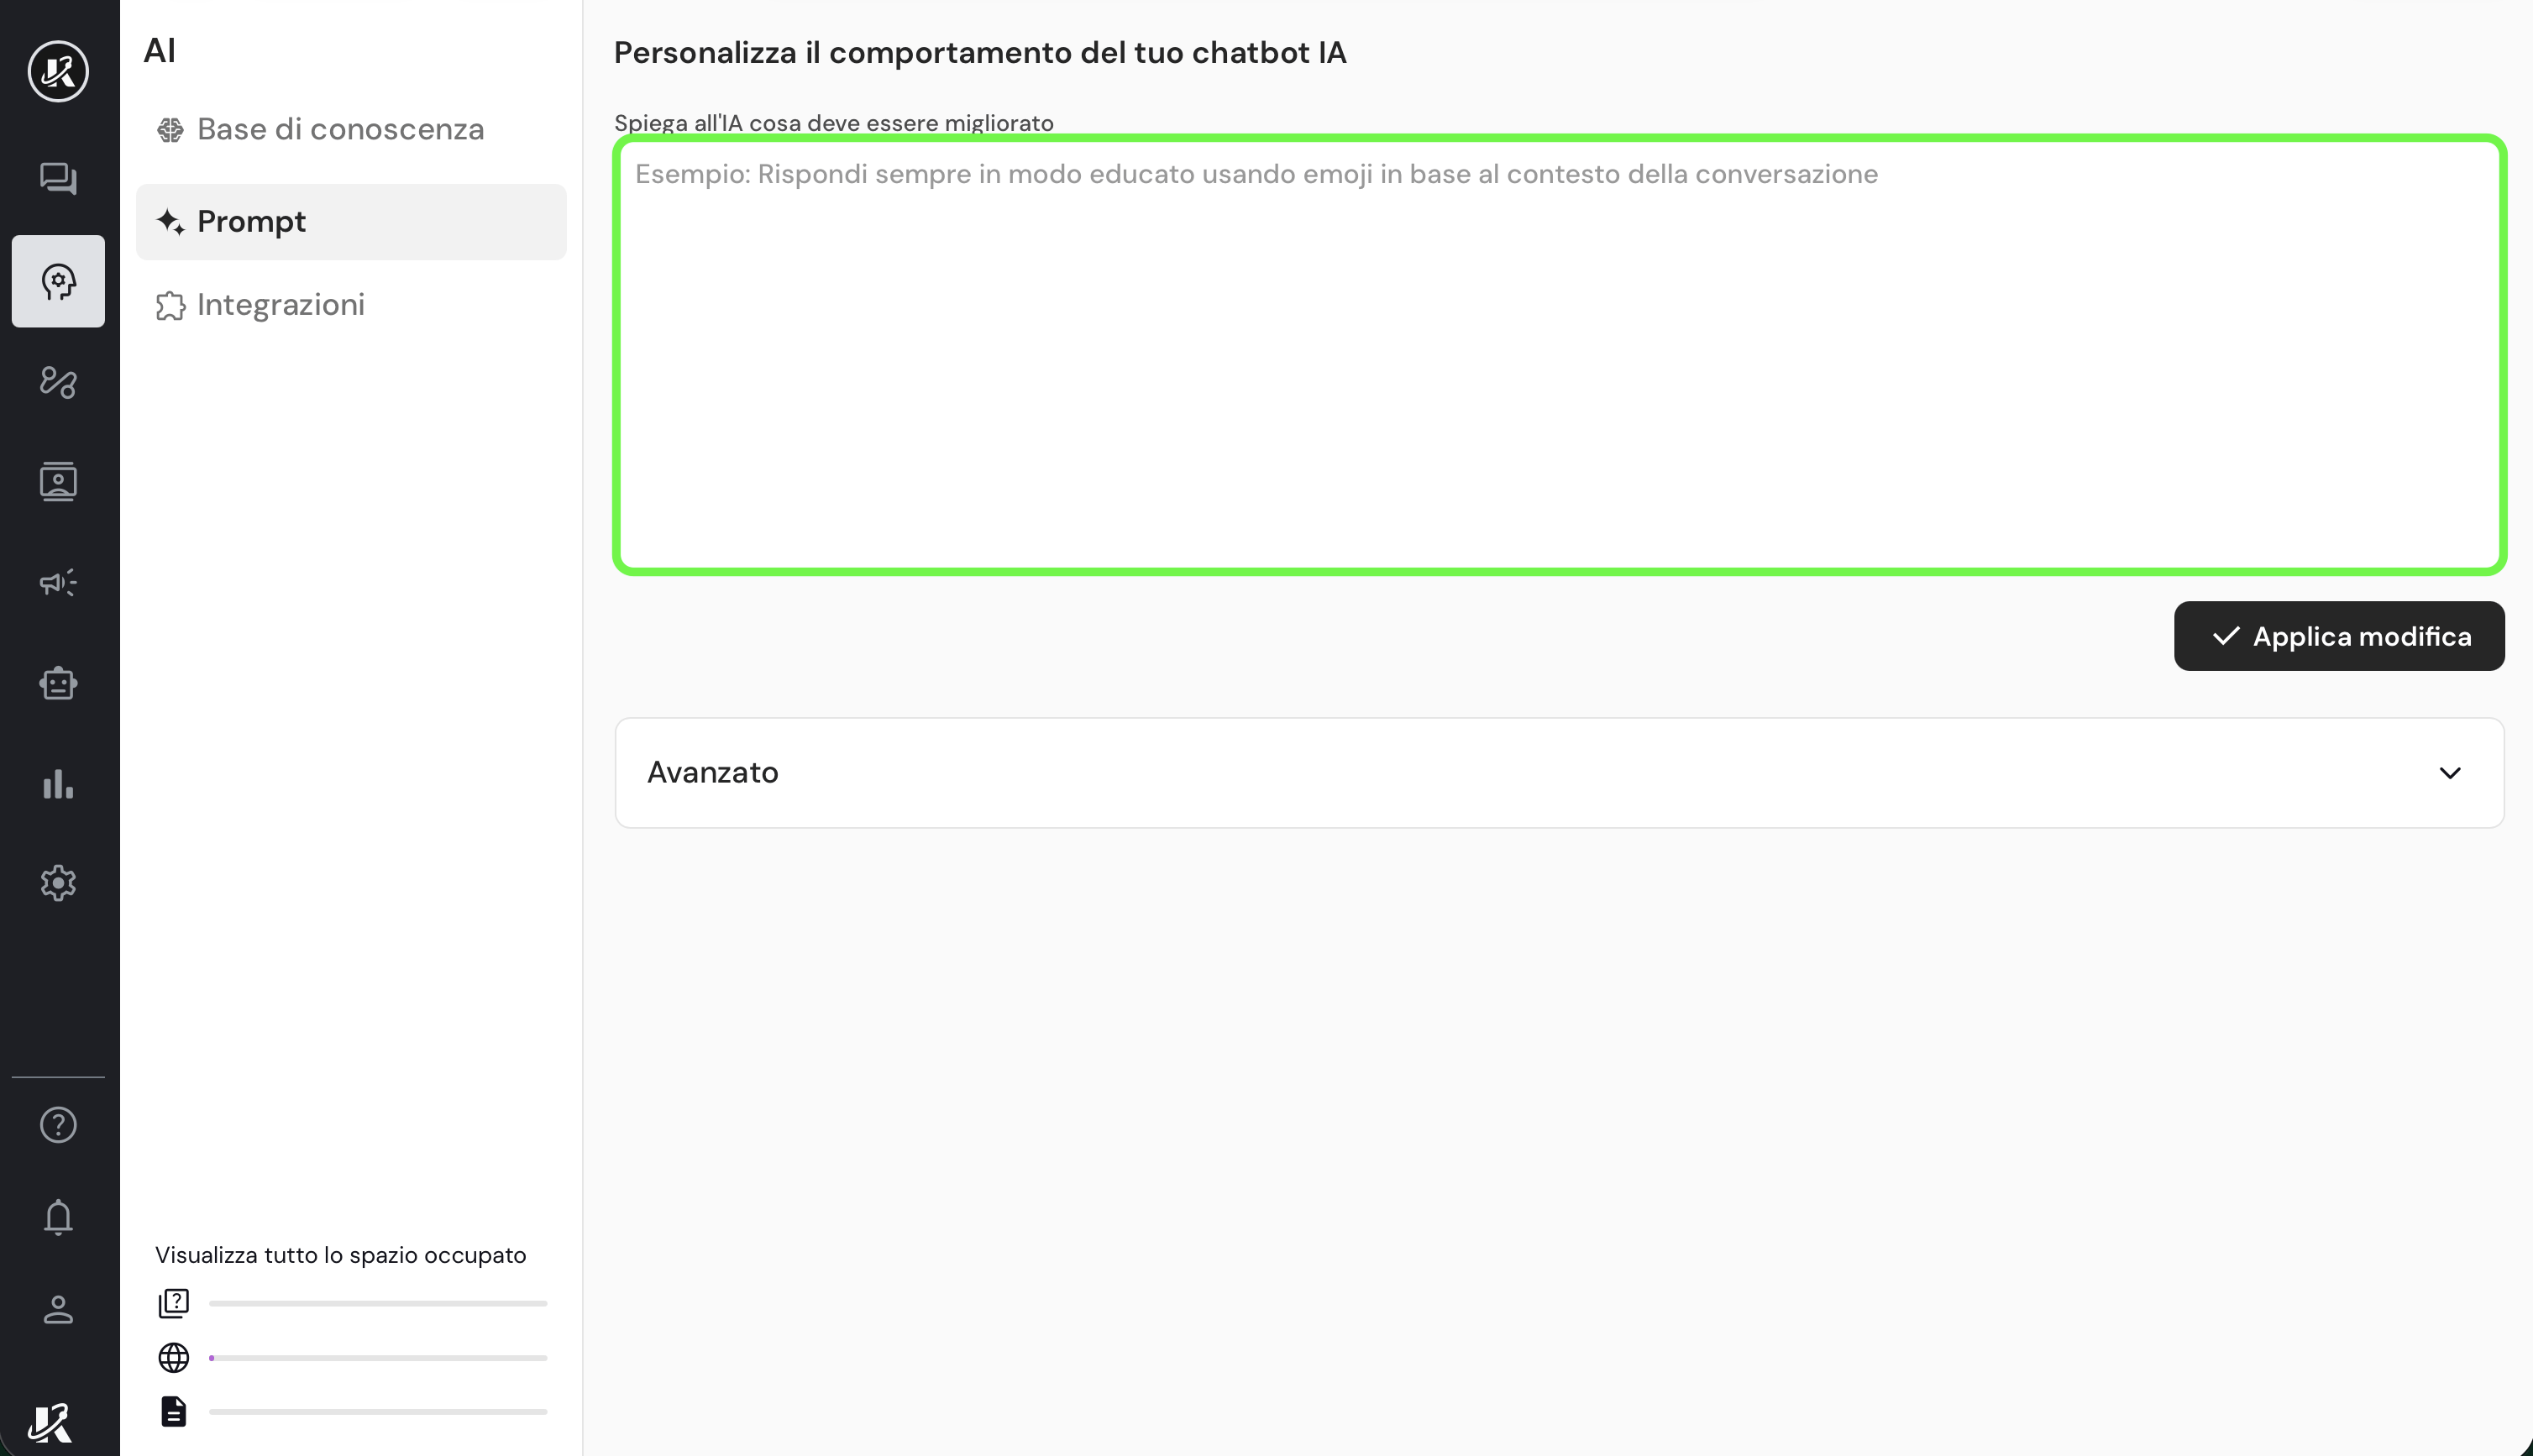 AI
Base di conoscenza
Prompt
Integrazioni
Visualizza tutto lo spazio occupato
Personalizza il comportamento del tuo chatbot IA
Spiega all'IA cosa deve essere migliorato
Esempio: Rispondi sempre in modo educato usando emoji in base al contesto della conversazione
Applica modifica
Avanzato